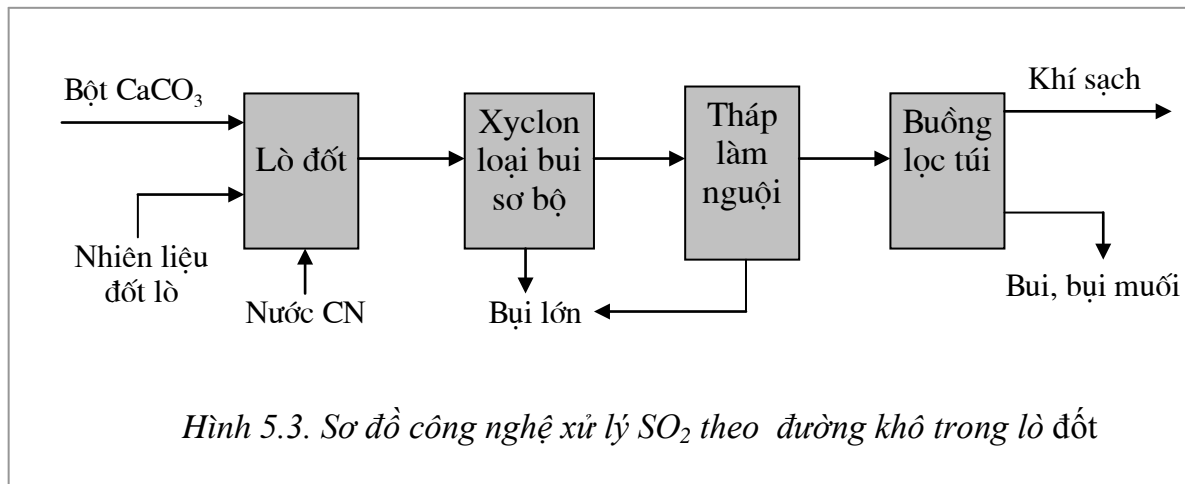 Bột CaCO₃
Lò đốt
Nhiên liệu
đốt lò
Nước CN
Xyclon
loại bui
sơ bộ
Bụi lớn
Tháp
làm
nguội
Buồng
lọc túi
Khí sạch
Bui, bụi muối
Hình 5.3. Sơ đồ công nghệ xử lý SO₂ theo đường khô trong lò đốt